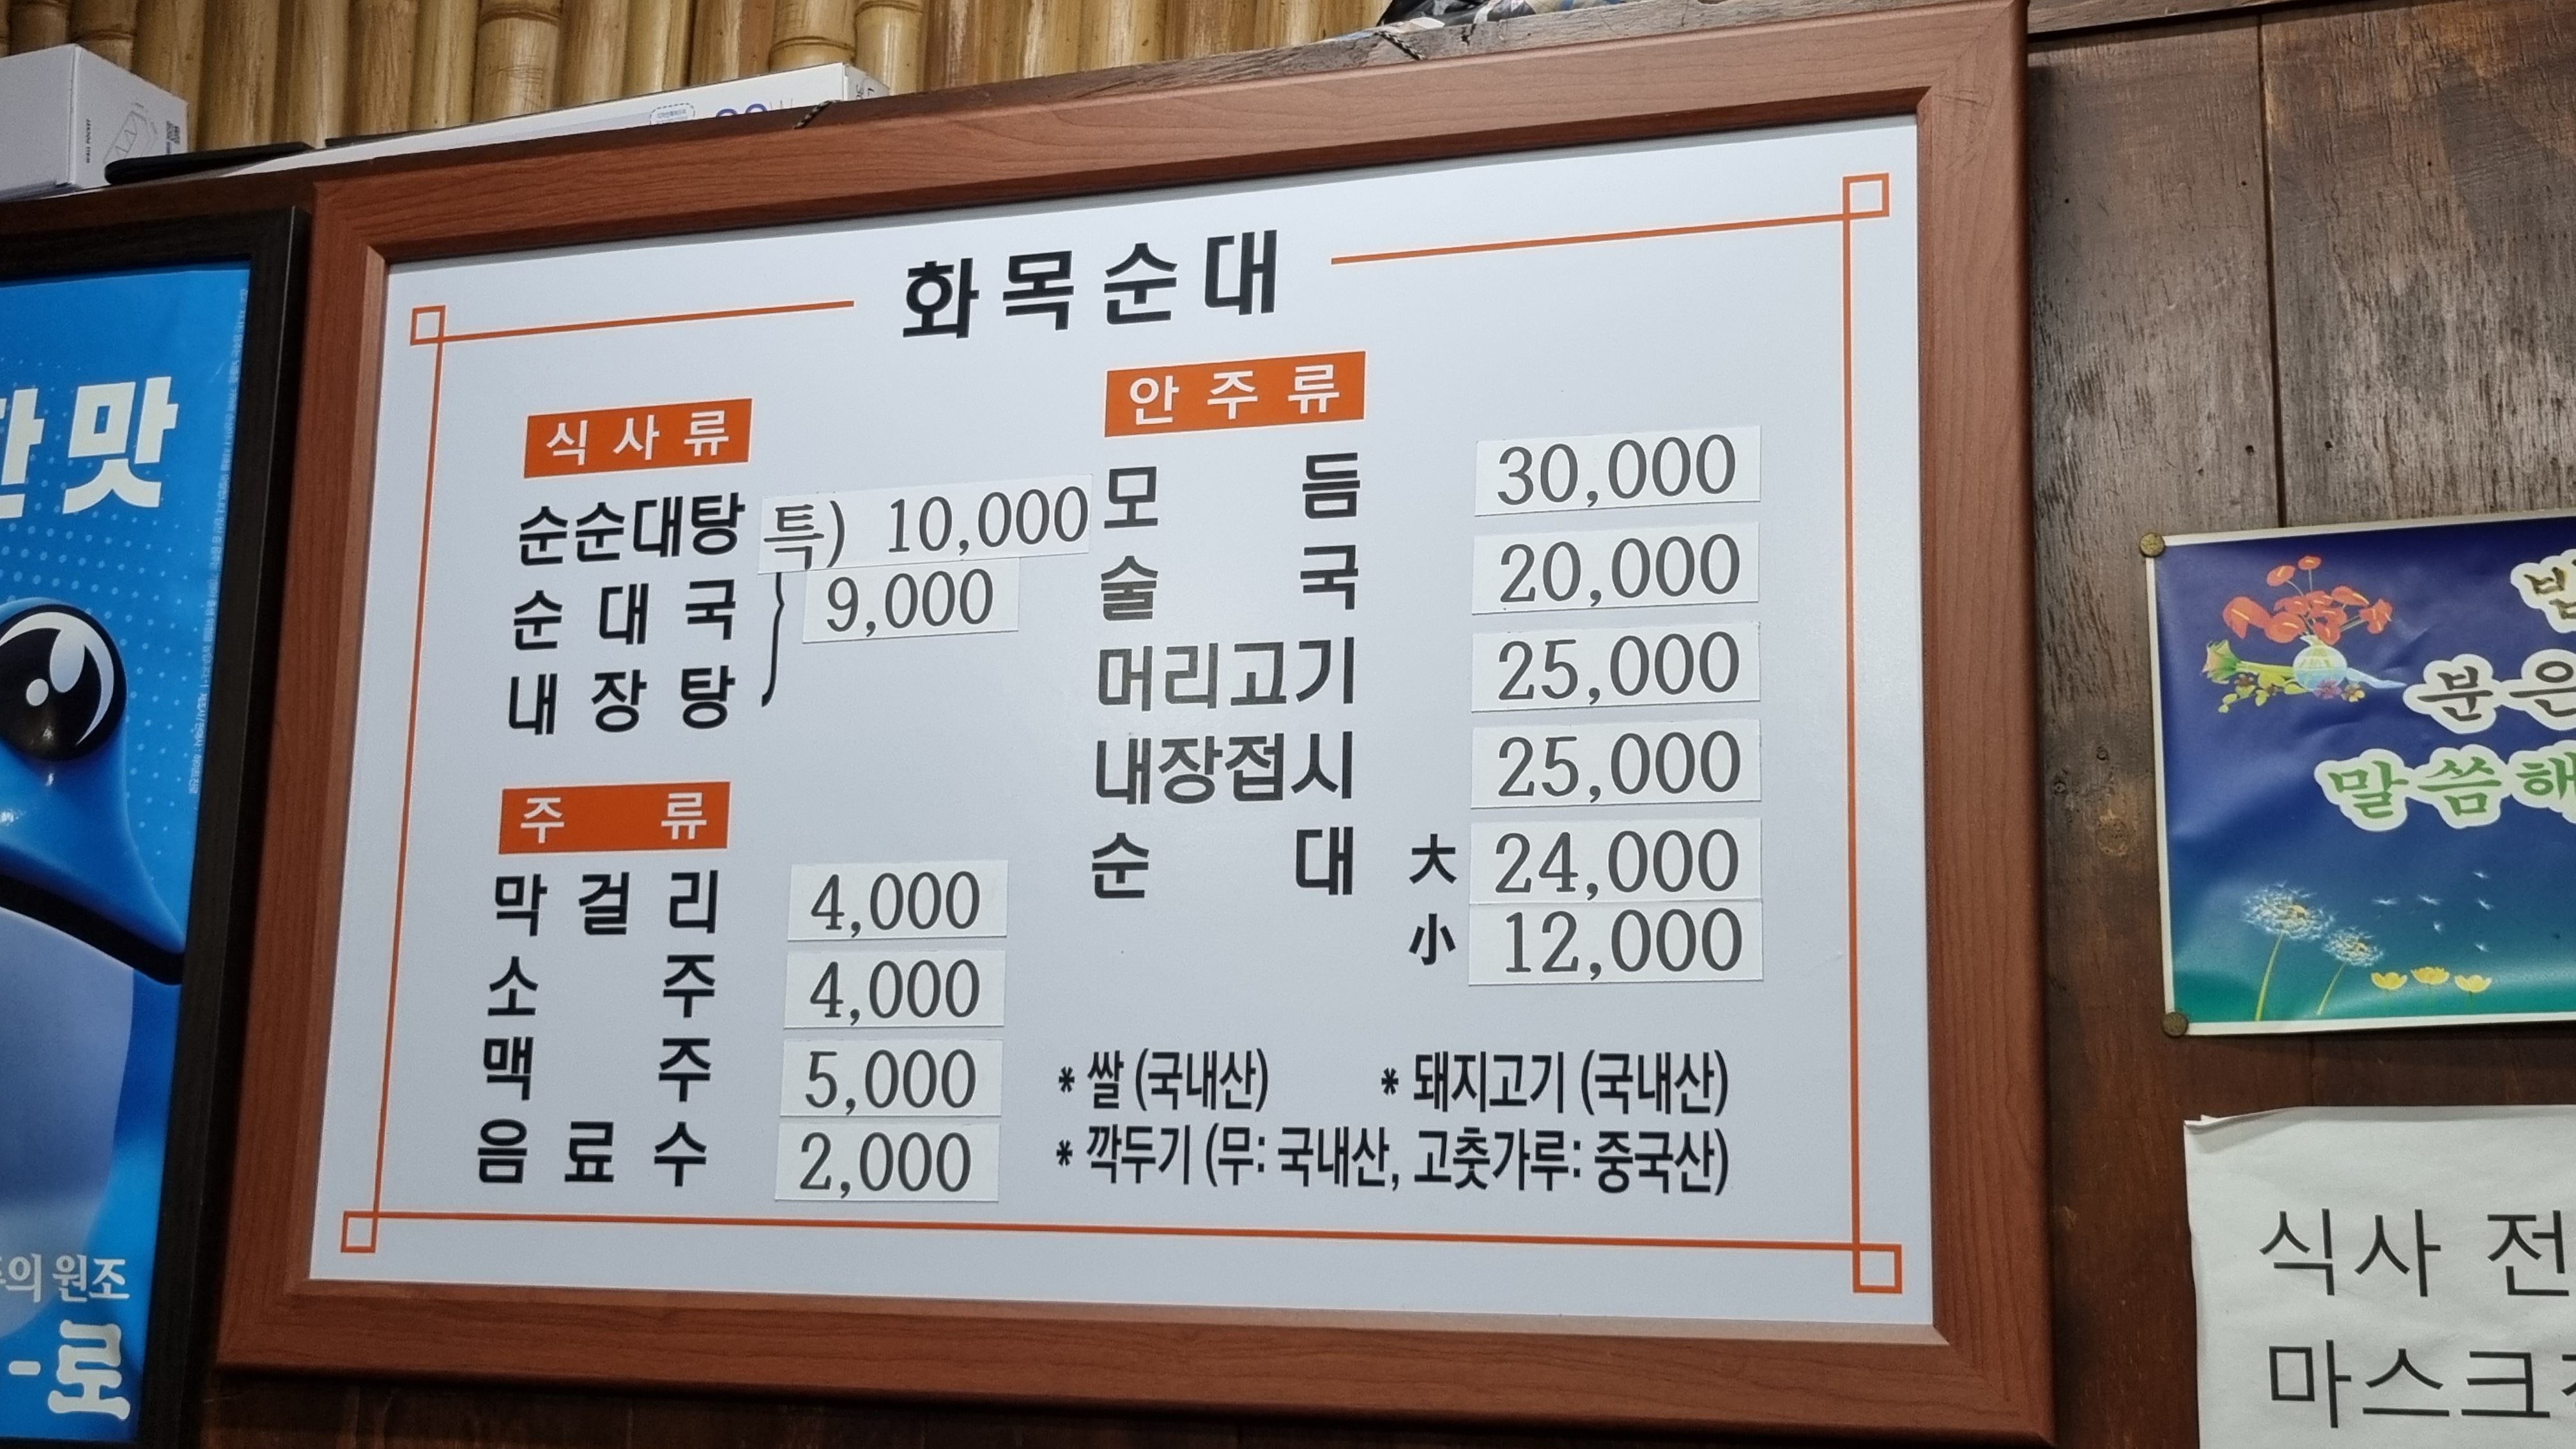 화목순대
식사류
순순대탕 특) 10,000
순대국 9,000
내장탕
주류
막걸리 4,000
소주 4,000
맥주 5,000
음료수 2,000
안주류
모듬 30,000
술국 20,000
머리고기 25,000
내장접시 25,000
순대 大 24,000
小 12,000
* 쌀 (국내산) * 돼지고기 (국내산)
* 깍두기 (무: 국내산, 고춧가루: 중국산)
맛
의 원조
-로
분은
말씀해
식사 전
마스크